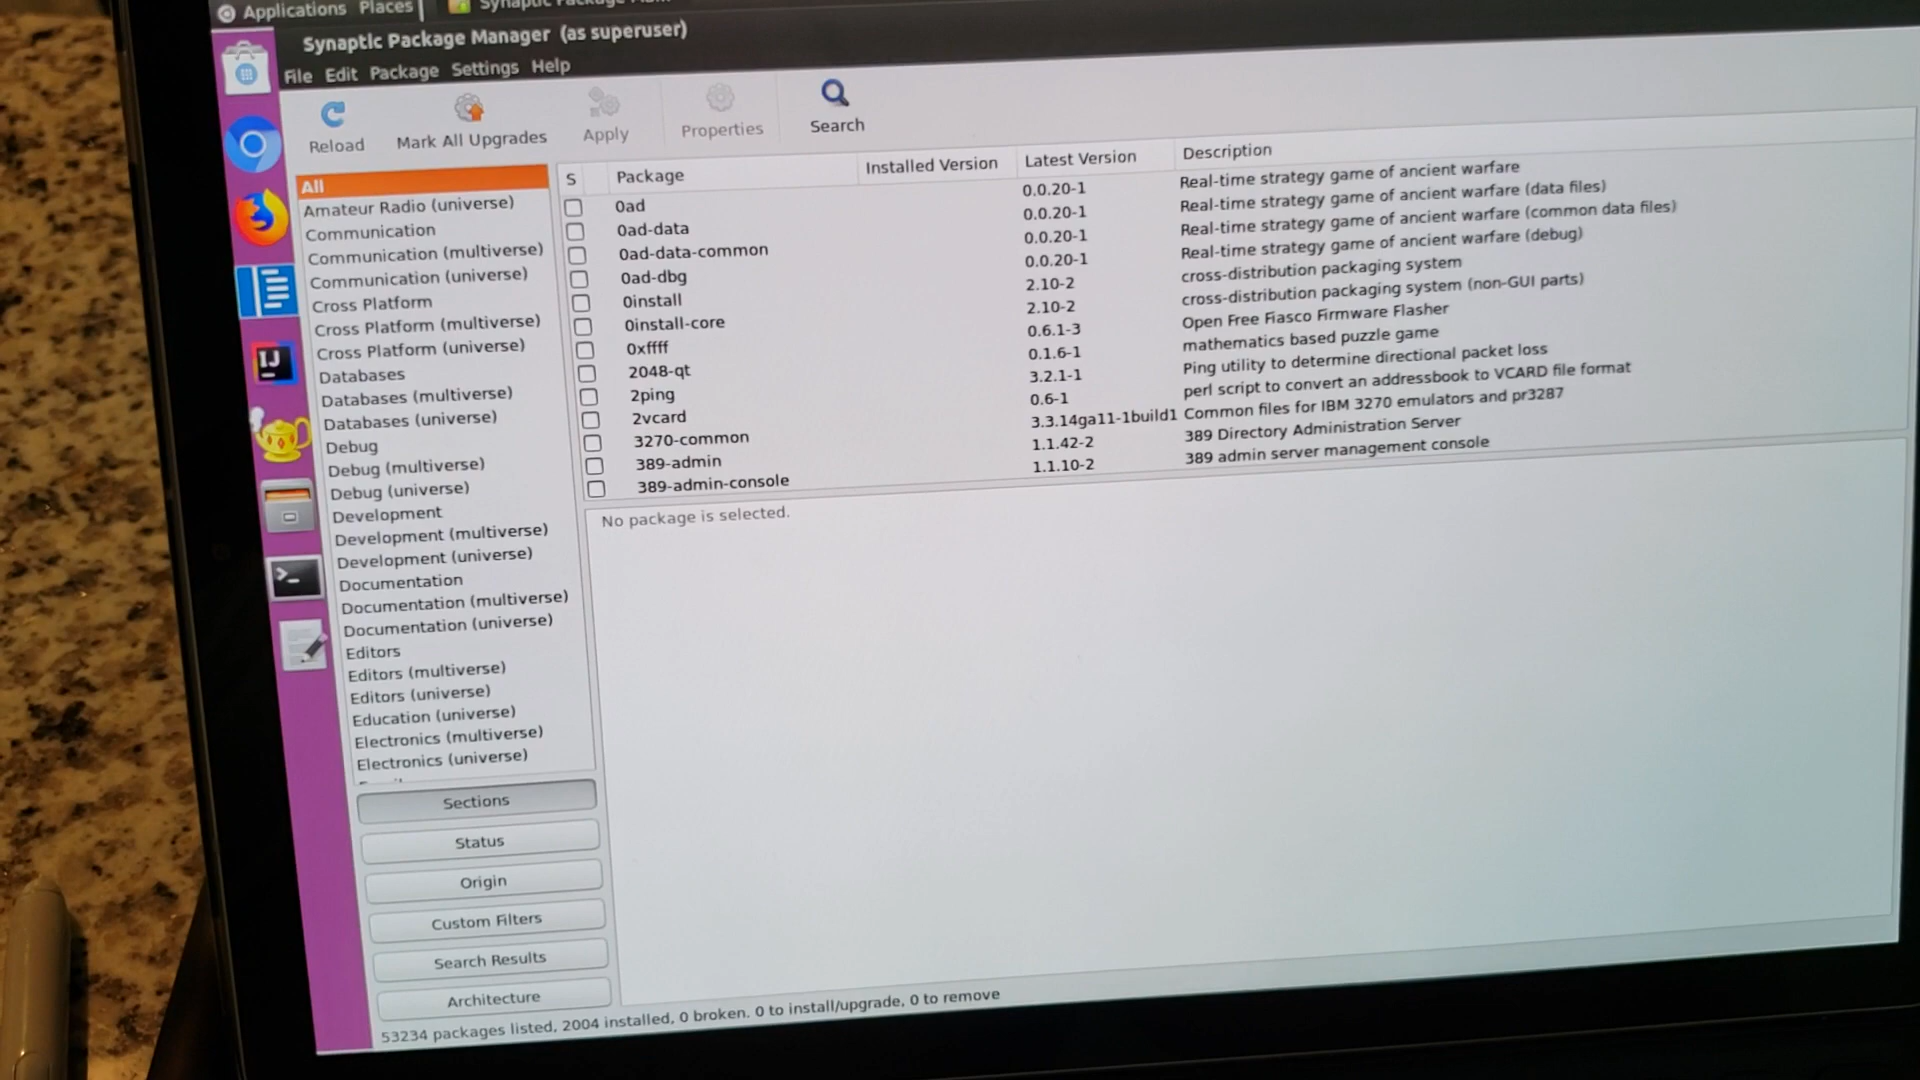 Applications Places
Synaptic Package Manager (as superuser)
File Edit Package Settings Help
Reload Mark All Upgrades Apply Properties Search
All
Amateur Radio (universe)
Communication
Communication (multiverse)
Communication (universe)
Cross Platform
Cross Platform (multiverse)
Cross Platform (universe)
Databases
Databases (multiverse)
Databases (universe)
Debug
Debug (multiverse)
Debug (universe)
Development
Development (multiverse)
Development (universe)
Documentation
Documentation (multiverse)
Documentation (universe)
Editors
Editors (multiverse)
Editors (universe)
Education (universe)
Electronics (multiverse)
Electronics (universe)
Sections
Status
Origin
Custom Filters
Search Results
Architecture
S Package Installed Version Latest Version Description
0ad 0.0.20-1 Real-time strategy game of ancient warfare
0ad-data 0.0.20-1 Real-time strategy game of ancient warfare (data files)
0ad-data-common 0.0.20-1 Real-time strategy game of ancient warfare (common data files)
0ad-dbg 0.0.20-1 Real-time strategy game of ancient warfare (debug)
0install 2.10-2 cross-distribution packaging system
0install-core 2.10-2 cross-distribution packaging system (non-GUI parts)
0xffff 0.6.1-3 Open Free Fiasco Firmware Flasher
2048-qt 0.1.6-1 mathematics based puzzle game
2ping 3.2.1-1 Ping utility to determine directional packet loss
2vcard 0.6-1 perl script to convert an addressbook to VCARD file format
3270-common 3.3.14ga11-1build1 Common files for IBM 3270 emulators and pr3287
389-admin 1.1.42-2 389 Directory Administration Server
389-admin-console 1.1.10-2 389 admin server management console
No package is selected.
53234 packages listed, 2004 installed, 0 broken. 0 to install/upgrade, 0 to remove
IJ